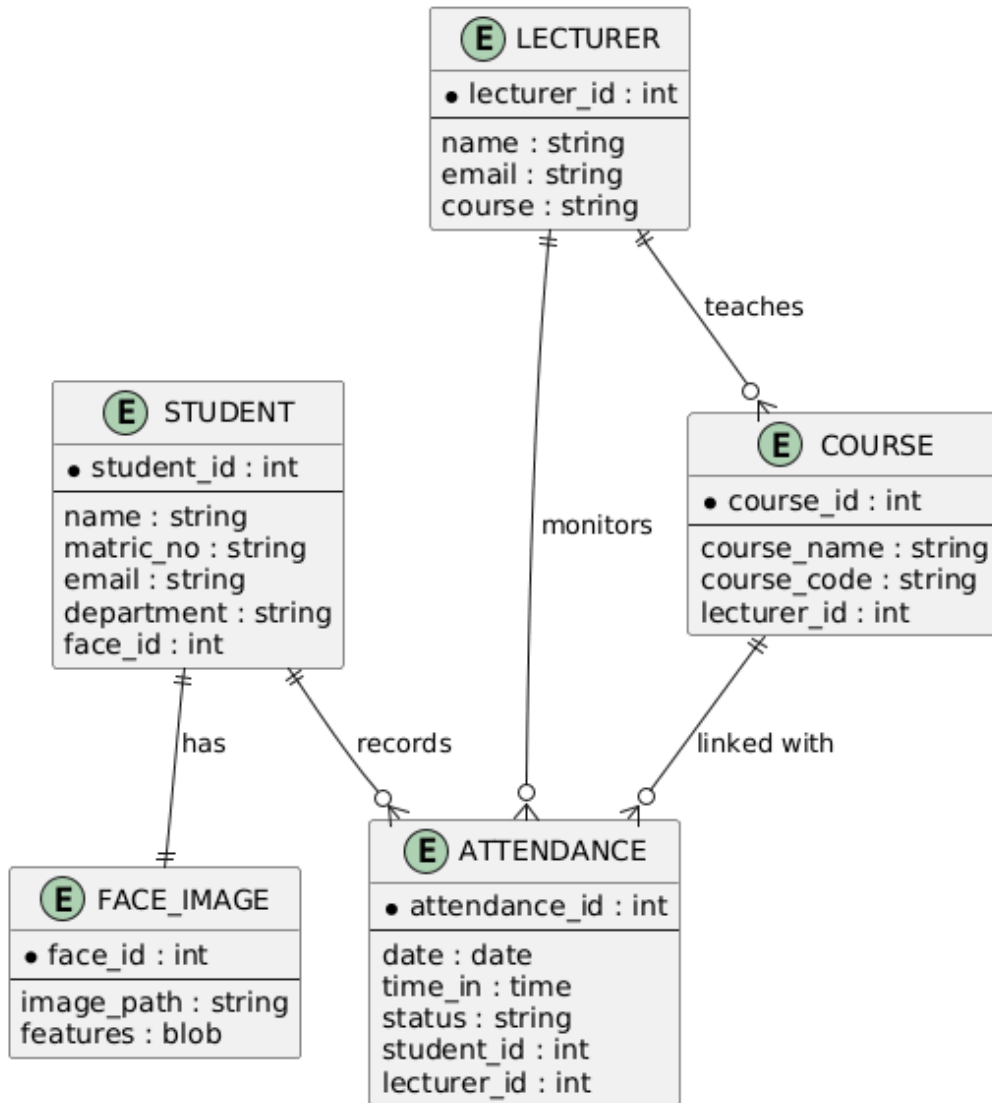 E LECTURER
lecturer_id : int
name : string
email : string
course : string
teaches
E STUDENT
student_id : int
name : string
matric_no : string
email : string
department : string
face_id : int
monitors
E COURSE
course_id : int
course_name : string
course_code : string
lecturer_id : int
has
records
linked with
E FACE_IMAGE
face_id : int
image_path : string
features : blob
E ATTENDANCE
attendance_id : int
date : date
time_in : time
status : string
student_id : int
lecturer_id : int